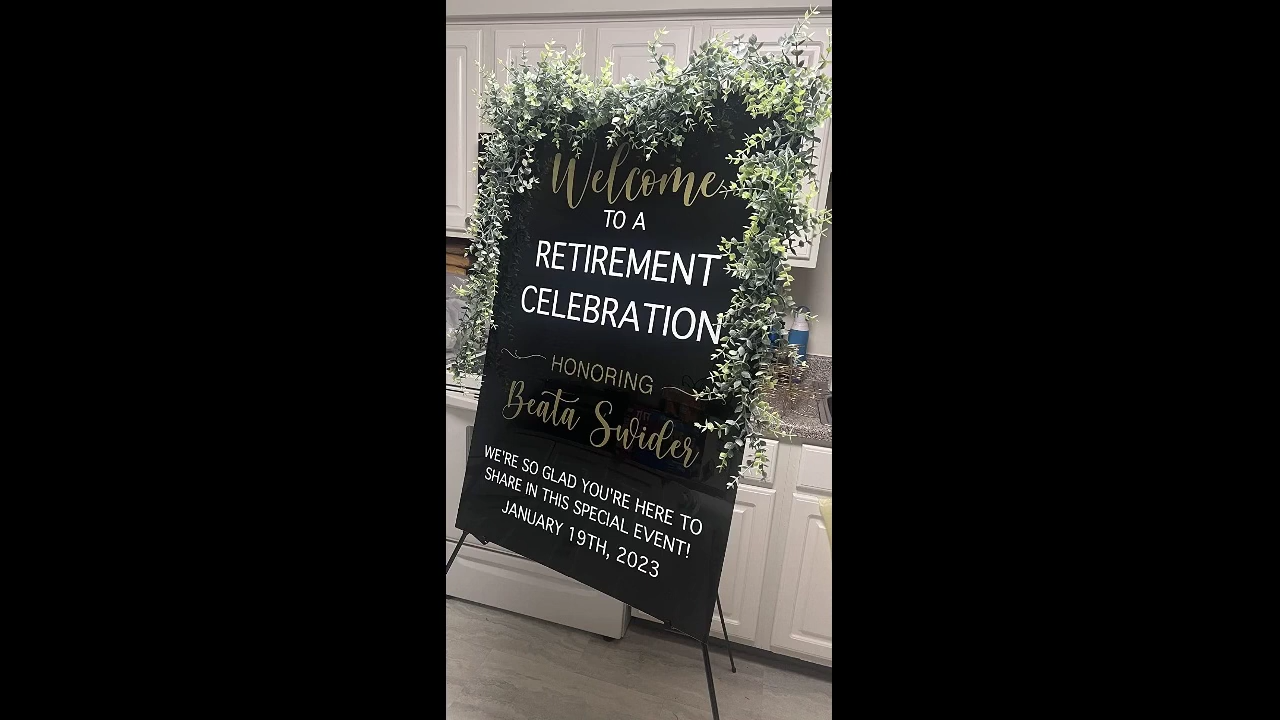 Welcome
TO A
RETIREMENT
CELEBRATION
HONORING
Beata Swider
WE'RE SO GLAD YOU'RE HERE TO
SHARE IN THIS SPECIAL EVENT!
JANUARY 19TH, 2023